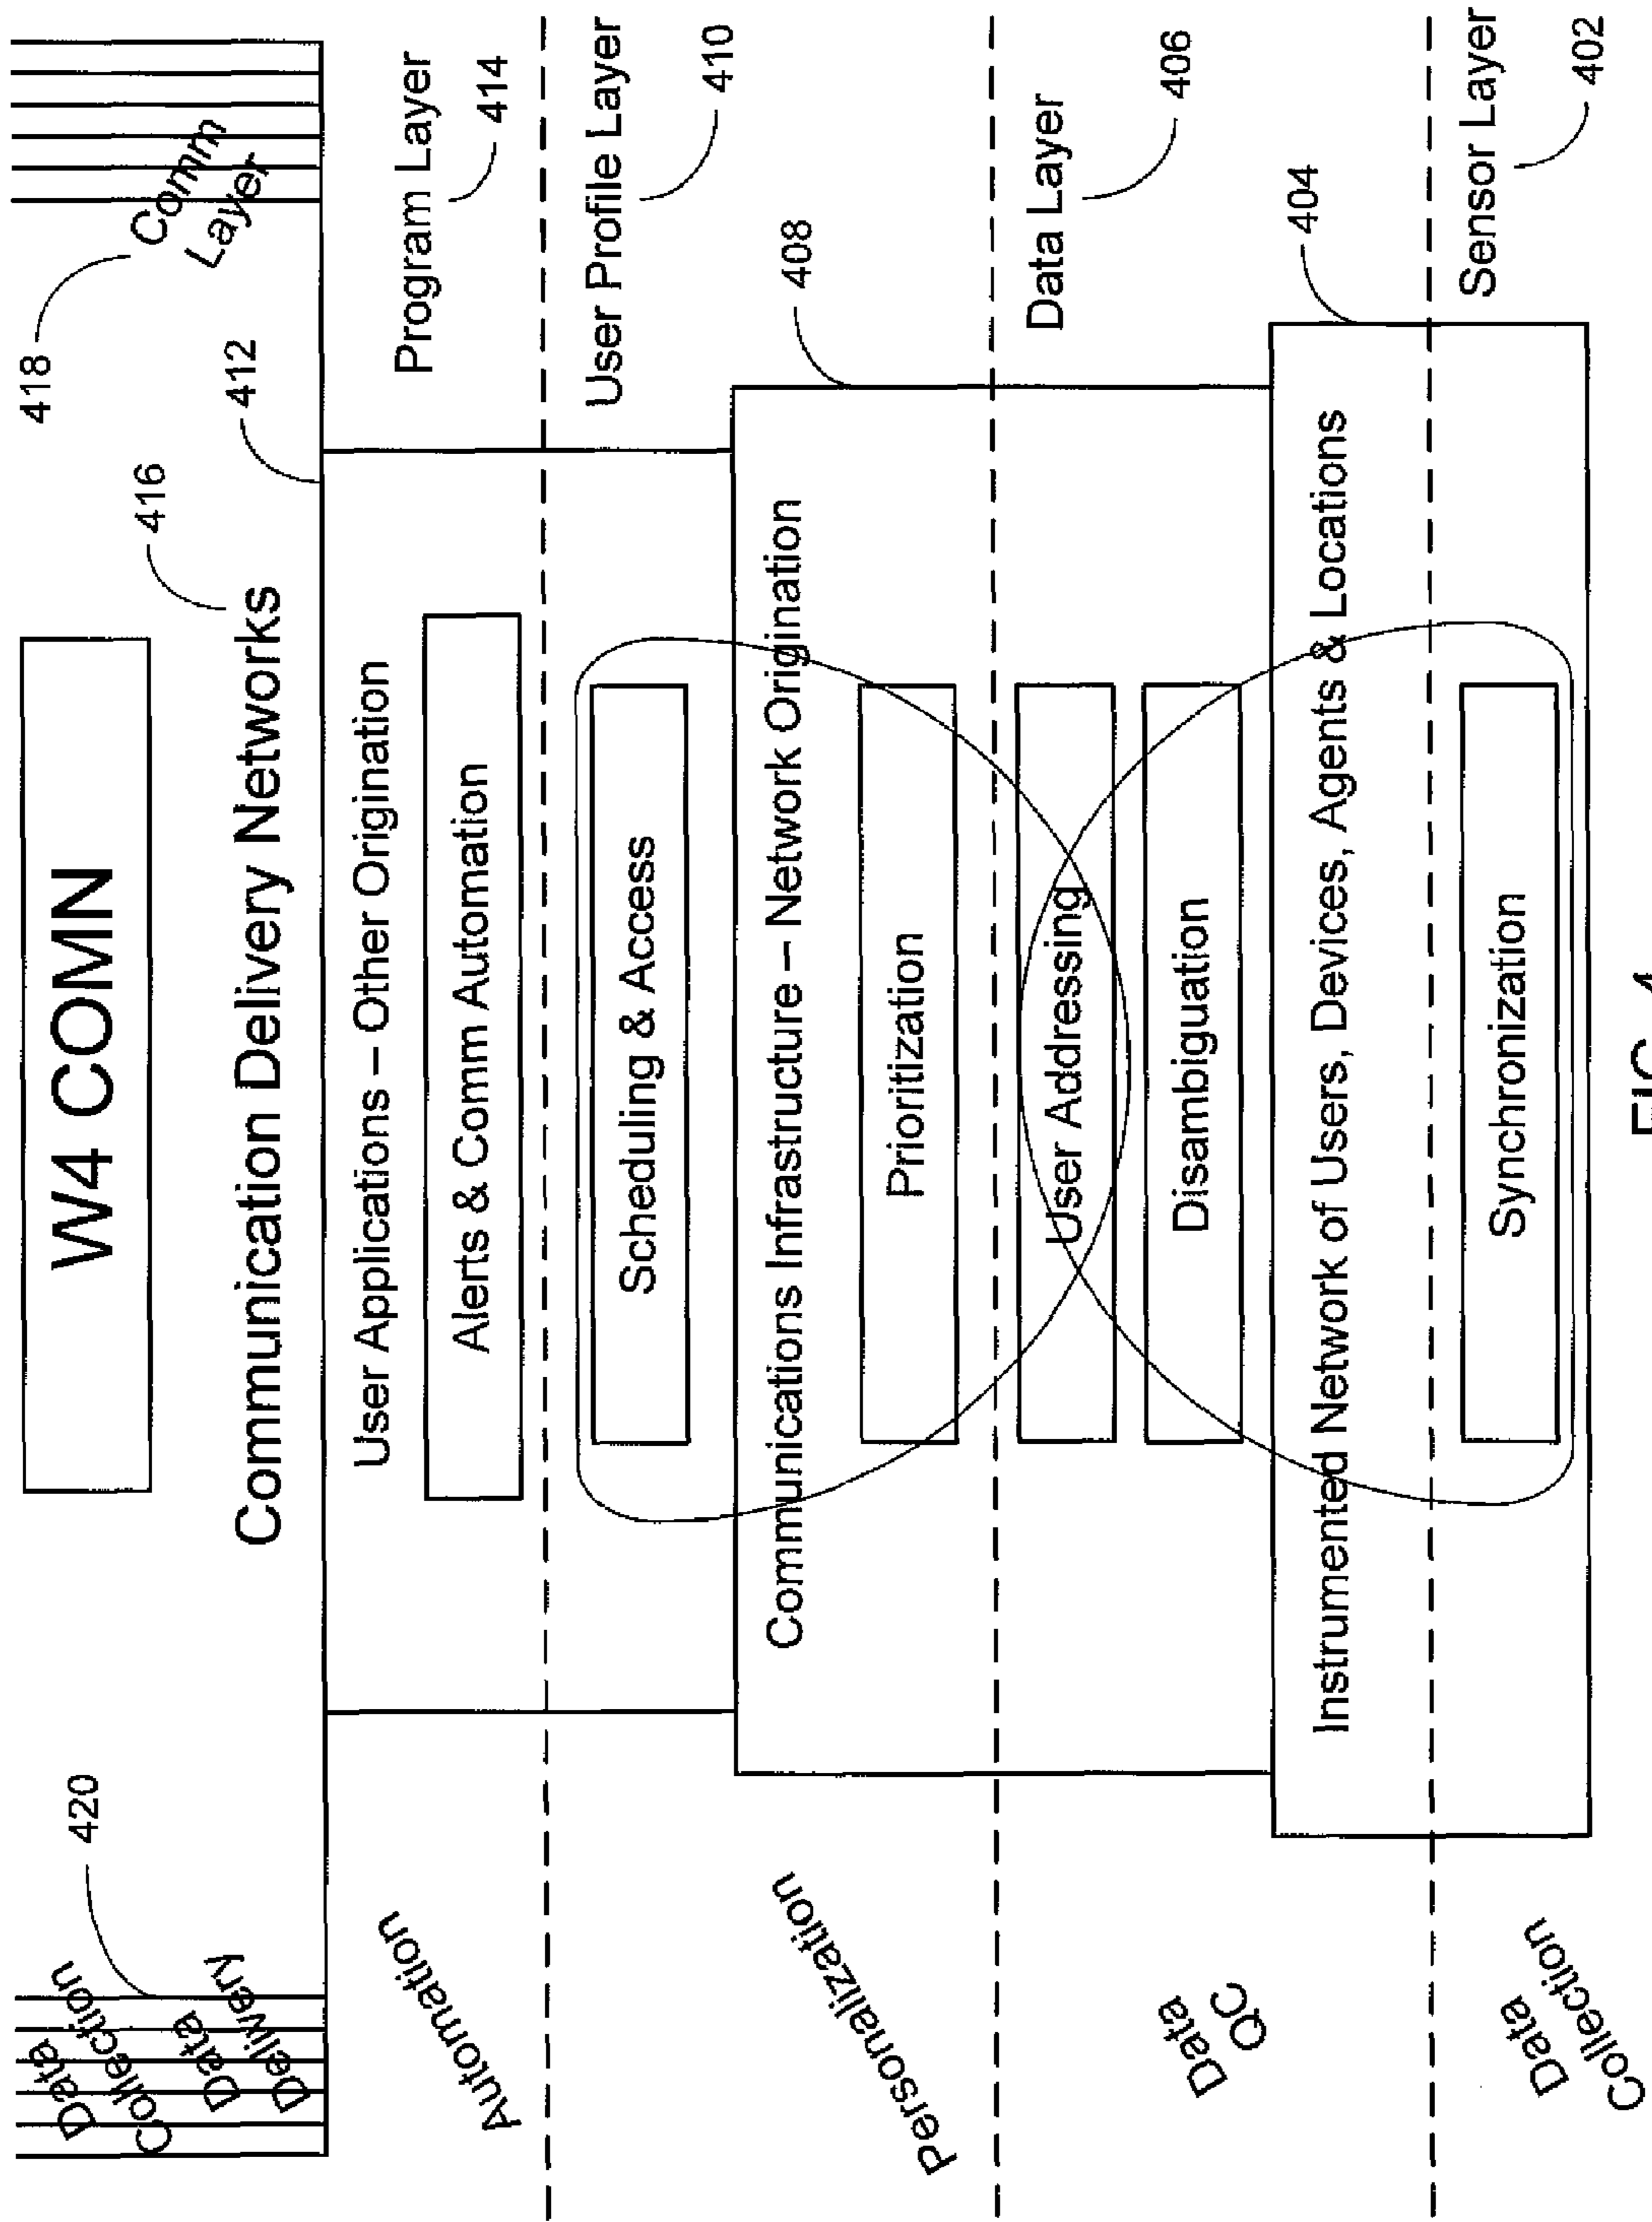 W4 COMN
418
Comm
Layer
420
Data
Collection
Data
Delivery
416
Communication Delivery Networks
412
User Applications – Other Origination
Program Layer
414
Automation
Alerts & Comm Automation
User Profile Layer
410
Scheduling & Access
408
Communications Infrastructure – Network Origination
Personalization
Prioritization
Data Layer
406
User Addressing
Data
QC
Disambiguation
404
Instrumented Network of Users, Devices, Agents & Locations
Sensor Layer
402
Data
Collection
Synchronization
FIG. 4